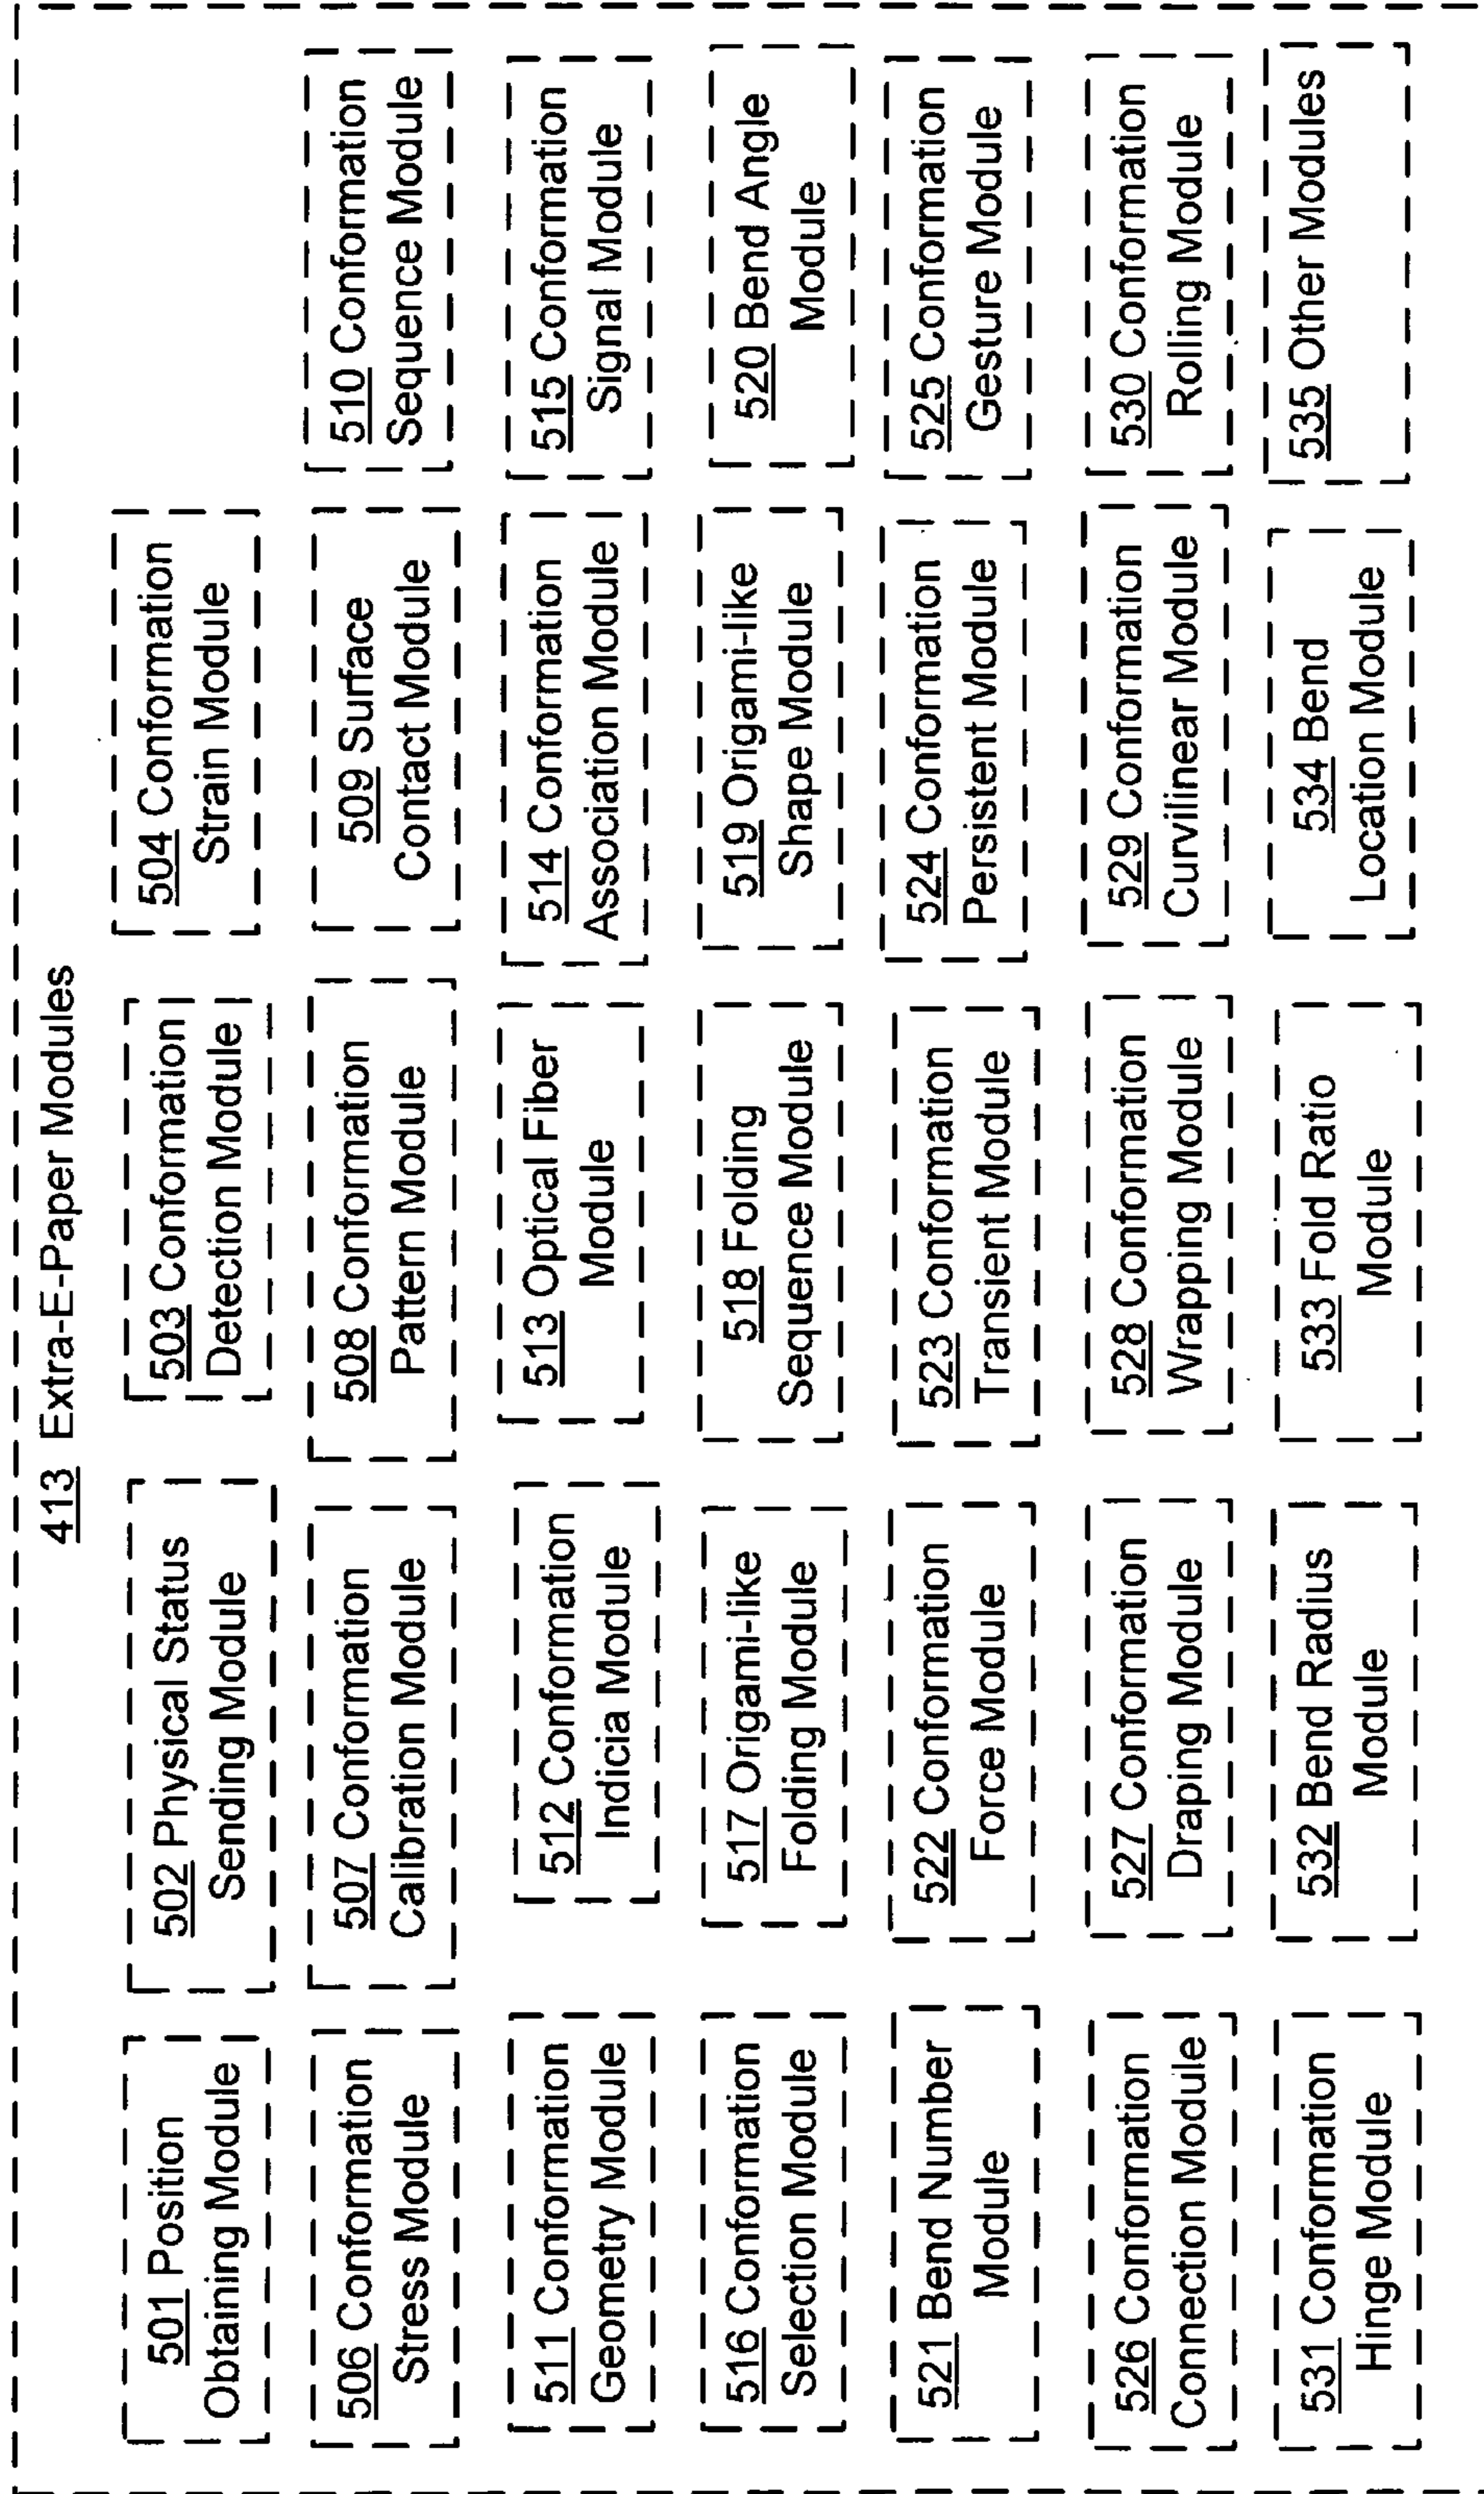 413 Extra-E-Paper Modules
501 Position
Obtaining Module
502 Physical Status
Sending Module
503 Conformation
Detection Module
504 Conformation
Strain Module
506 Conformation
Stress Module
507 Conformation
Calibration Module
508 Conformation
Pattern Module
509 Surface
Contact Module
510 Conformation
Sequence Module
511 Conformation
Geometry Module
512 Conformation
Indicia Module
513 Optical Fiber
Module
514 Conformation
Association Module
515 Conformation
Signal Module
516 Conformation
Selection Module
517 Origami-like
Folding Module
518 Folding
Sequence Module
519 Origami-like
Shape Module
520 Bend Angle
Module
521 Bend Number
Module
522 Conformation
Force Module
523 Conformation
Transient Module
524 Conformation
Persistent Module
525 Conformation
Gesture Module
526 Conformation
Connection Module
527 Conformation
Draping Module
528 Conformation
Wrapping Module
529 Conformation
Curvilinear Module
530 Conformation
Rolling Module
531 Conformation
Hinge Module
532 Bend Radius
Module
533 Fold Ratio
Module
534 Bend
Location Module
535 Other Modules